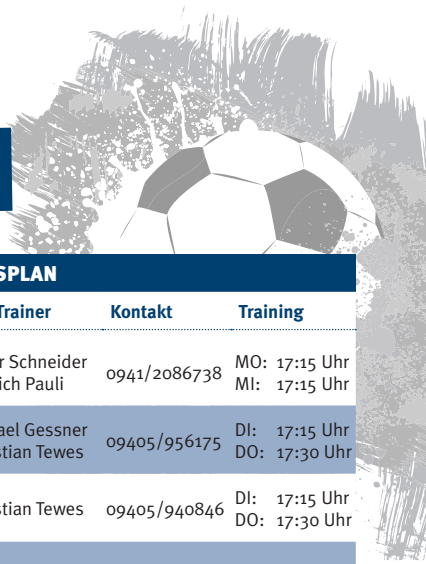 SPLAN
Trainer Kontakt Training
r Schneider 0941/2086738 MO: 17:15 Uhr
ich Pauli MI: 17:15 Uhr
ael Gessner 09405/956175 DI: 17:15 Uhr
stian Tewes DO: 17:30 Uhr
stian Tewes 09405/940846 DI: 17:15 Uhr
DO: 17:30 Uhr